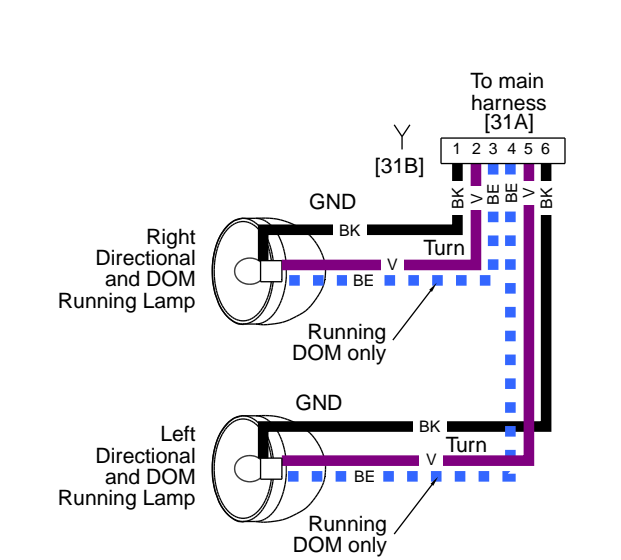 To main
harness
[31A]
Y
[31B]
1 2 3 4 5 6
BK V BE BE V BK
GND
BK
Right
Directional
and DOM
Running Lamp
Turn
V
BE
Running
DOM only
GND
BK
Left
Directional
and DOM
Running Lamp
Turn
V
BE
Running
DOM only